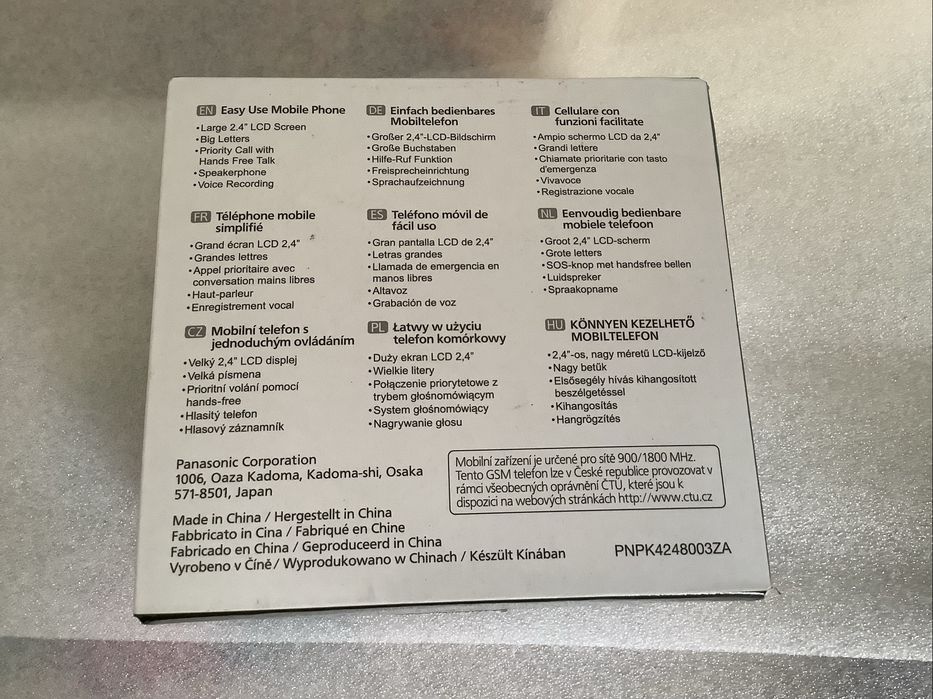 EN Easy Use Mobile Phone
•Large 2.4" LCD Screen
•Big Letters
•Priority Call with
Hands Free Talk
•Speakerphone
•Voice Recording
DE Einfach bedienbares
Mobiltelefon
•Großer 2,4"-LCD-Bildschirm
•Große Buchstaben
•Hilfe-Ruf Funktion
•Freisprecheinrichtung
•Sprachaufzeichnung
IT Cellulare con
funzioni facilitate
•Ampio schermo LCD da 2,4"
•Grandi lettere
•Chiamate prioritarie con tasto
d'emergenza
•Vivavoce
•Registrazione vocale
FR Téléphone mobile
simplifié
•Grand écran LCD 2,4"
•Grandes lettres
•Appel prioritaire avec
conversation mains libres
•Haut-parleur
•Enregistrement vocal
ES Teléfono móvil de
fácil uso
•Gran pantalla LCD de 2,4"
•Letras grandes
•Llamada de emergencia en
manos libres
•Altavoz
•Grabación de voz
NL Eenvoudig bedienbare
mobiele telefoon
•Groot 2,4" LCD-scherm
•Grote letters
•SOS-knop met handsfree bellen
•Luidspreker
•Spraakopname
CZ Mobilní telefon s
jednoduchým ovládáním
•Velký 2,4" LCD displej
•Velká písmena
•Prioritní volání pomocí
hands-free
•Hlasitý telefon
•Hlasový záznamník
PL Łatwy w użyciu
telefon komórkowy
•Duży ekran LCD 2,4"
•Wielkie litery
•Połączenie priorytetowe z
trybem głośnomówiącym
•System głośnomówiący
•Nagrywanie głosu
HU KÖNNYEN KEZELHETŐ
MOBILTELEFON
•2,4"-os, nagy méretű LCD-kijelző
•Nagy betűk
•Elsősegély hívás kihangosított
beszélgetéssel
•Kihangosítás
•Hangrögzítés
Panasonic Corporation
1006, Oaza Kadoma, Kadoma-shi, Osaka
571-8501, Japan
Mobilní zařízení je určené pro sítě 900/1800 MHz.
Tento GSM telefon lze v České republice provozovat v
rámci všeobecných oprávnění ČTÚ, které jsou k
dispozici na webových stránkách http://www.ctu.cz
Made in China / Hergestellt in China
Fabbricato in Cina / Fabriqué en Chine
Fabricado en China / Geproduceerd in China
Vyrobeno v Číně / Wyprodukowano w Chinach / Készült Kínában
PNPK4248003ZA